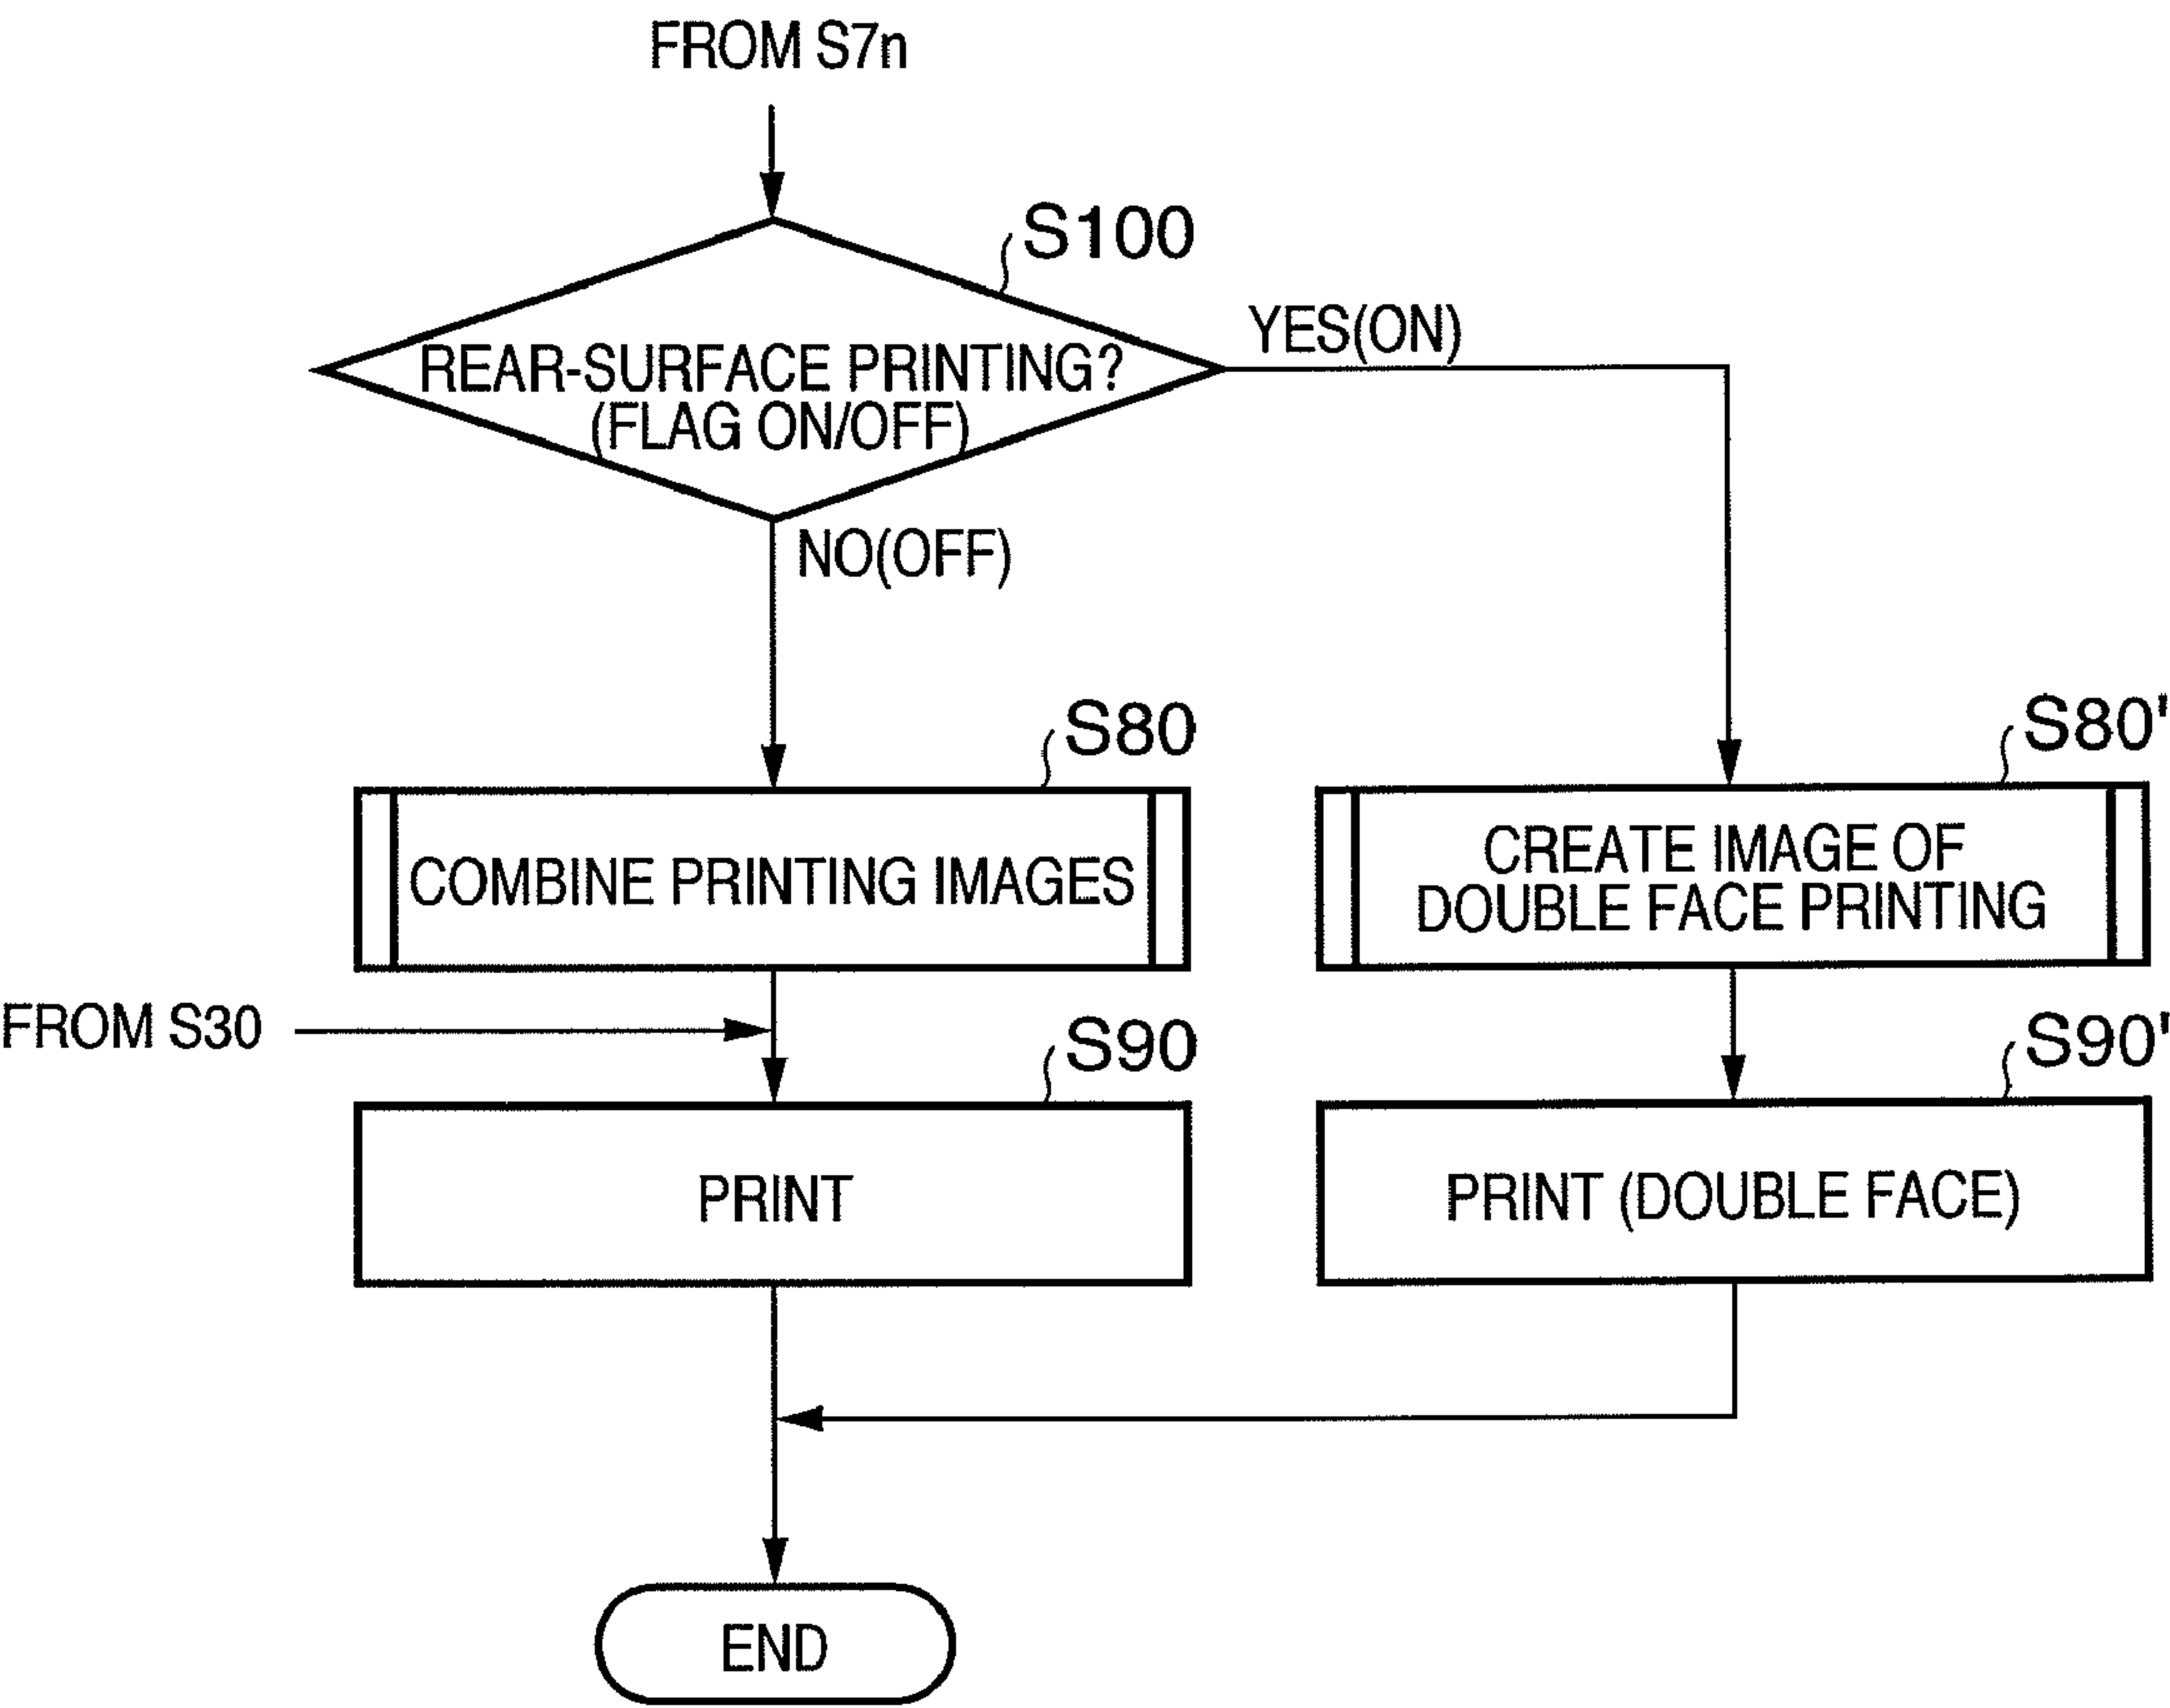 FROM S7n
S100
YES(ON)
REAR-SURFACE PRINTING?
(FLAG ON/OFF)
NO(OFF)
S80
S80'
COMBINE PRINTING IMAGES
CREATE IMAGE OF
DOUBLE FACE PRINTING
FROM S30
S90
S90'
PRINT
PRINT (DOUBLE FACE)
END